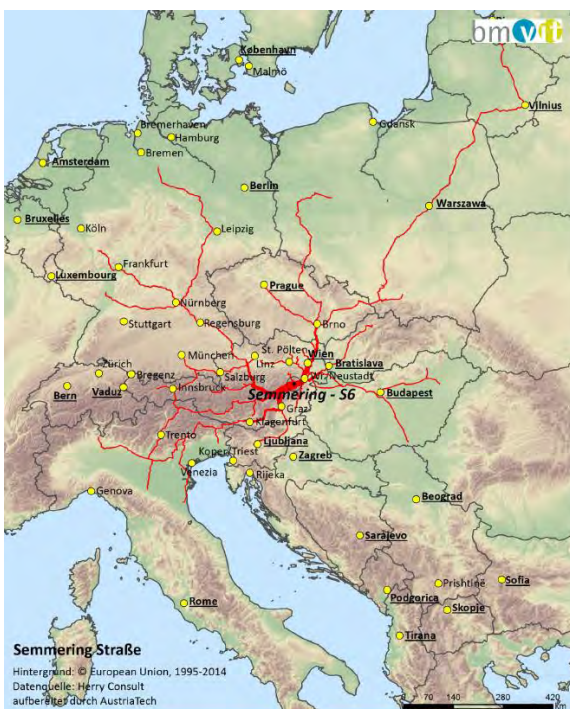 bmvit
København
Malmö
Vilnius
Gdansk
Bremerhaven
Hamburg
Bremen
Amsterdam
Berlin
Warszawa
Bruxelles
Köln
Leipzig
Frankfurt
Luxembourg
Prague
Nürnberg
Stuttgart
Regensburg
Brno
München
St. Pölten
Wien
Linz
Bratislava
Zürich
Bregenz
Salzburg
Wr. Neustadt
Bern
Vaduz
Innsbruck
Semmering - S6
Budapest
Graz
Klagenfurt
Trento
Ljubljana
Koper/Triest
Zagreb
Venezia
Rijeka
Genova
Beograd
Sarajevo
Prishtinë
Sofia
Podgorica
Rome
Skopje
Tirana
Semmering Straße
Hintergrund: © European Union, 1995-2014
Datenquelle: Herry Consult
aufbereitet durch AustriaTech
0 70 140 280 420
Km